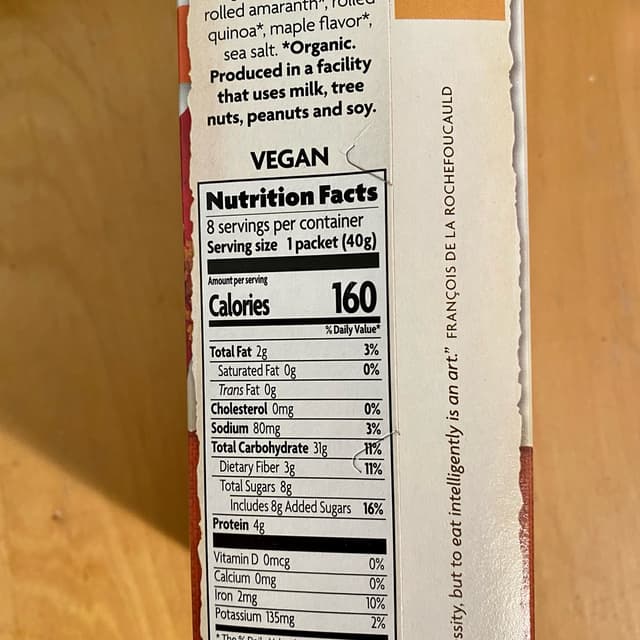 rolled amaranth*, rolled
quinoa*, maple flavor*,
sea salt. *Organic.
Produced in a facility
that uses milk, tree
nuts, peanuts and soy.
VEGAN
Nutrition Facts
8 servings per container
Serving size 1 packet (40g)
Amount per serving
Calories 160
% Daily Value*
Total Fat 2g 3%
Saturated Fat 0g 0%
Trans Fat 0g
Cholesterol 0mg 0%
Sodium 80mg 3%
Total Carbohydrate 31g 11%
Dietary Fiber 3g 11%
Total Sugars 8g
Includes 8g Added Sugars 16%
Protein 4g
Vitamin D 0mcg 0%
Calcium 0mg 0%
Iron 2mg 10%
Potassium 135mg 2%
* The %
ssity, but to eat intelligently is an art." FRANÇOIS DE LA ROCHEFOUCAULD